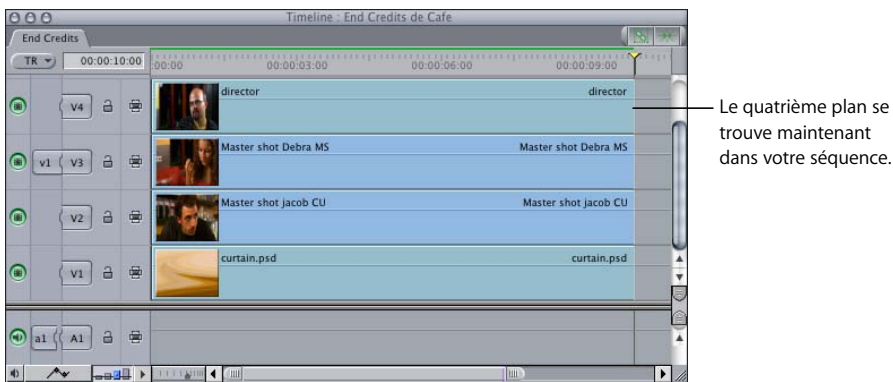 Timeline : End Credits de Cafe
End Credits
TR
00:00:10:00
:00:00
00:00:03:00
00:00:06:00
00:00:09:00
V4
director
director
Le quatrième plan se
trouve maintenant
dans votre séquence.
v1
V3
Master shot Debra MS
Master shot Debra MS
V2
Master shot jacob CU
Master shot jacob CU
V1
curtain.psd
curtain.psd
a1
A1